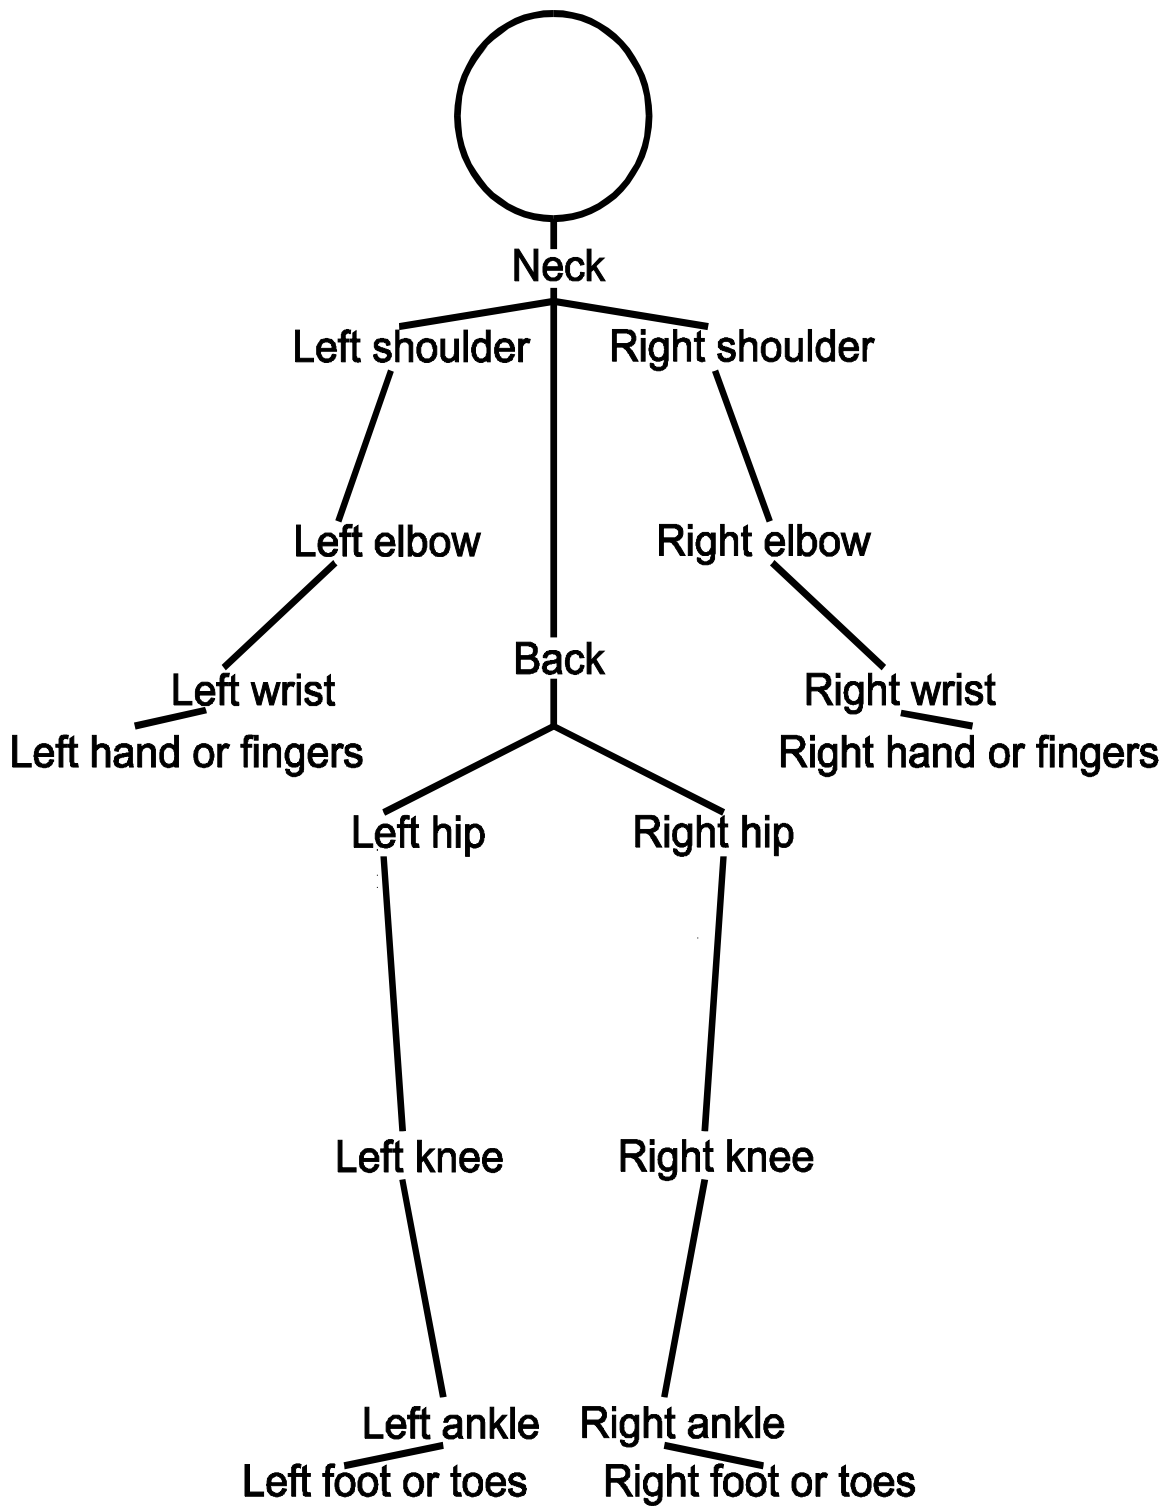 Neck
Left shoulder
Right shoulder
Left elbow
Right elbow
Back
Left wrist
Right wrist
Left hand or fingers
Right hand or fingers
Left hip
Right hip
Left knee
Right knee
Left ankle
Right ankle
Left foot or toes
Right foot or toes